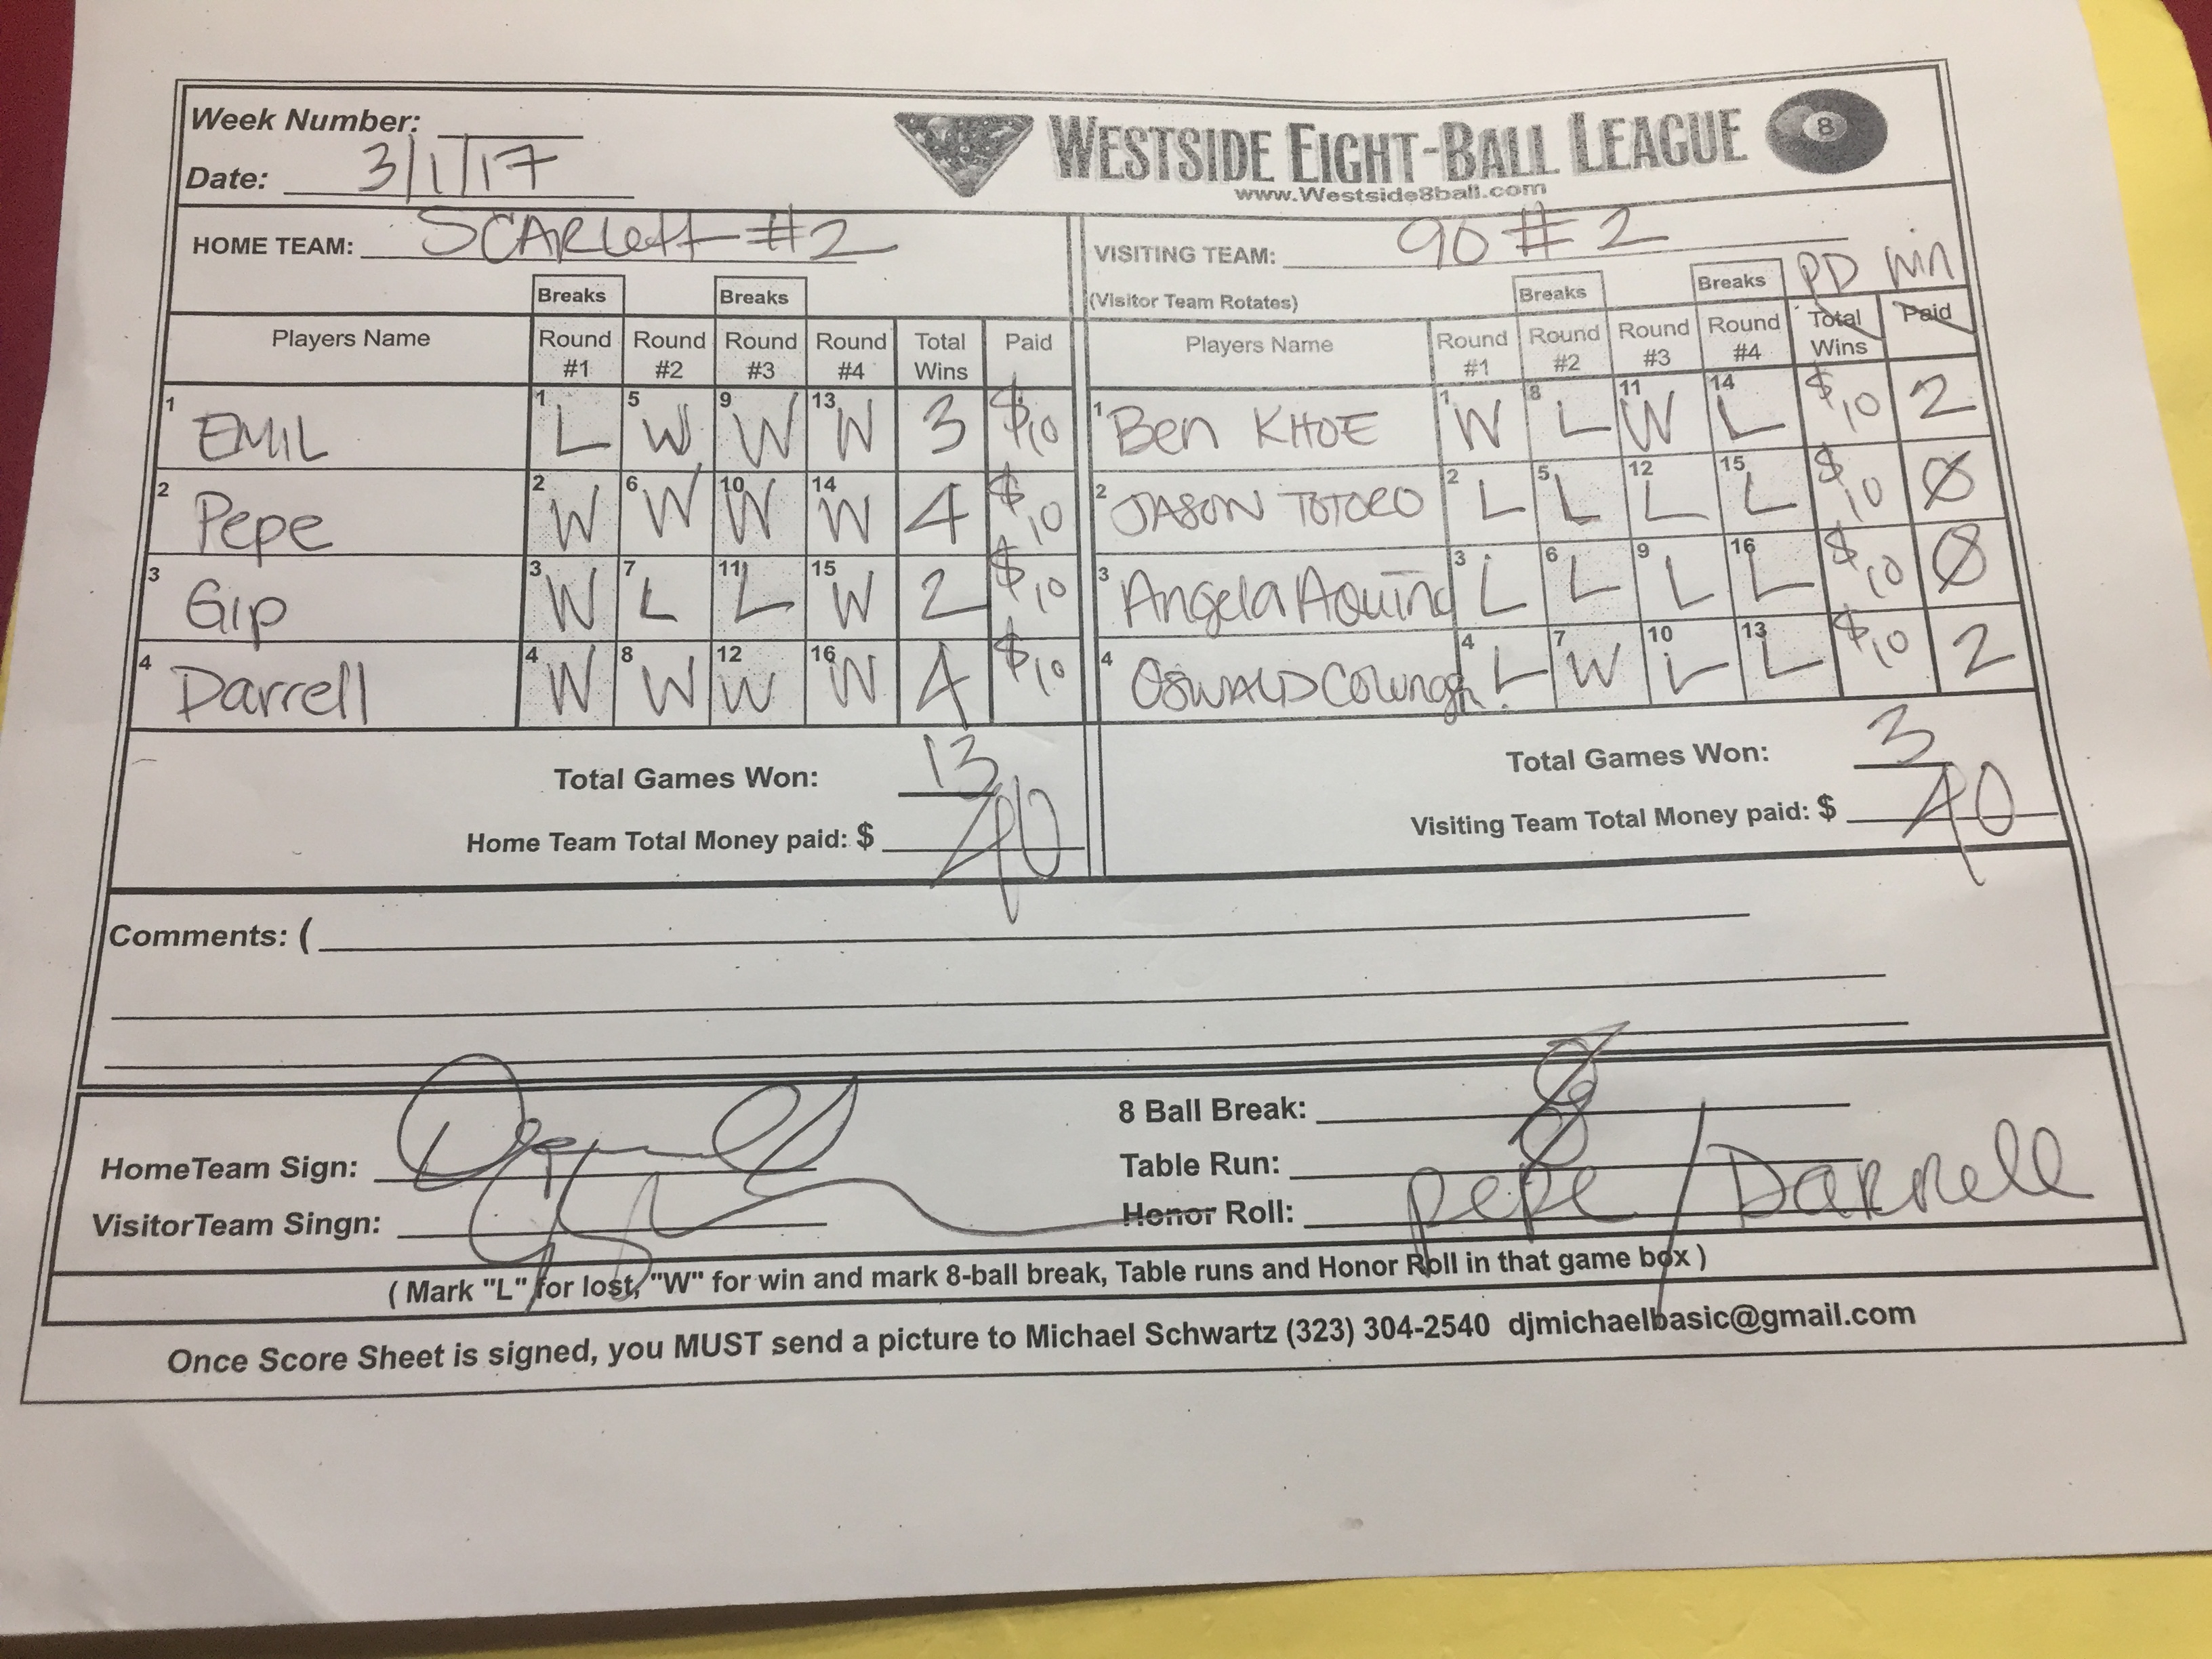 Week Number:
Date: 3/1/17
WESTSIDE EIGHT-BALL LEAGUE
8
www.Westside8ball.com
HOME TEAM: SCARlett #2
VISITING TEAM: 90 #2
(Visitor Team Rotates)
PD Win
Breaks Breaks Breaks Breaks
Players Name Round #1 Round #2 Round #3 Round #4 Total Wins Paid Players Name Round #1 Round #2 Round #3 Round #4 Total Wins Paid
1 EMIL 1 L 5 W 9 W 13 W 3 $10 1 Ben KHOE 1 W 8 L 11 W 14 L $10 2
2 Pepe 2 W 6 W 10 W 14 W 4 $10 2 JASON TOTORO 2 L 5 L 12 L 15 L $10 Ø
3 Gip 3 W 7 L 11 L 15 W 2 $10 3 Angela Aquino 3 L 6 L 9 L 16 L $10 Ø
4 Darrell 4 W 8 W 12 W 16 W 4 $10 4 OSWALD 4 L 7 W 10 L 13 L $10 2
Total Games Won: 13
Home Team Total Money paid: $ 40
Total Games Won: 3
Visiting Team Total Money paid: $ 40
Comments: (
HomeTeam Sign:
VisitorTeam Singn:
8 Ball Break: Ø
Table Run: Ø
Honor Roll: pepe / Darrell
( Mark "L" for lost, "W" for win and mark 8-ball break, Table runs and Honor Roll in that game box )
Once Score Sheet is signed, you MUST send a picture to Michael Schwartz (323) 304-2540 djmichaelbasic@gmail.com